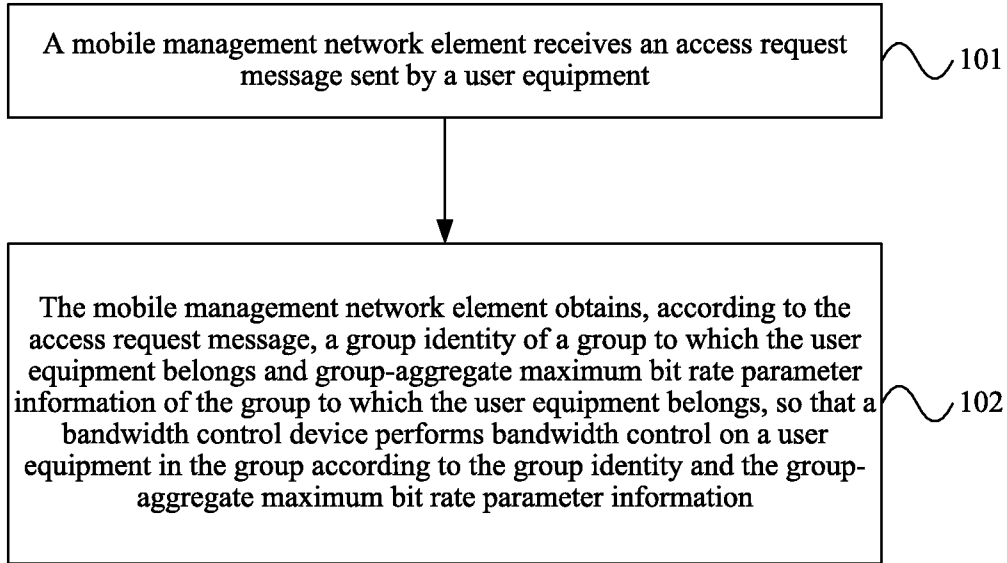 A mobile management network element receives an access request
message sent by a user equipment
101
The mobile management network element obtains, according to the
access request message, a group identity of a group to which the user
equipment belongs and group-aggregate maximum bit rate parameter
information of the group to which the user equipment belongs, so that a
bandwidth control device performs bandwidth control on a user
equipment in the group according to the group identity and the group-
aggregate maximum bit rate parameter information
102